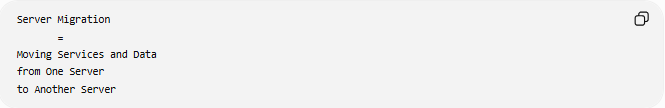 Server Migration
=
Moving Services and Data
from One Server
to Another Server